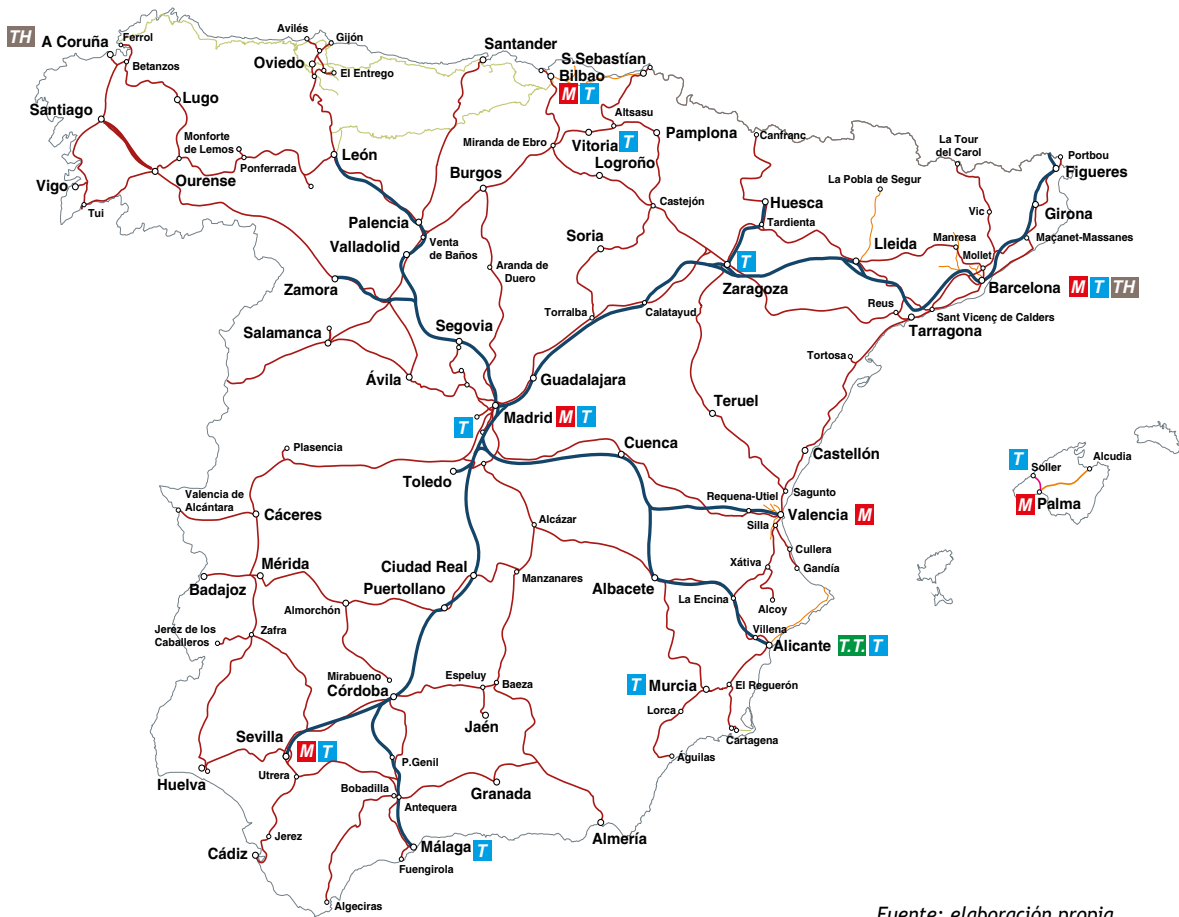 TH
A Coruña
Ferrol
Betanzos
Avilés
Gijón
Oviedo
El Entrego
Santander
S.Sebastián
Bilbao
M T
Altsasu
Santiago
Lugo
Monforte
de Lemos
Ponferrada
León
Miranda de Ebro
Vitoria T
Logroño
Pamplona
Canfranc
La Tour
del Carol
Portbou
Figueres
Vigo
Tui
Ourense
Burgos
Palencia
Valladolid
Venta
de Baños
Castejón
Huesca
Tardienta
La Pobla de Segur
Vic
Girona
Maçanet-Massanes
Soria
Aranda de
Duero
Lleida
Manresa
Mollet
Zamora
T
Zaragoza
Barcelona M T TH
Salamanca
Segovia
Torralba
Calatayud
Reus
Sant Vicenç de Calders
Tarragona
Ávila
Guadalajara
Tortosa
Teruel
Madrid M T
T
Plasencia
Toledo
Cuenca
Castellón
T
Sóller
Alcudia
M Palma
Valencia de
Alcántara
Cáceres
Alcázar
Requena-Utiel
Sagunto
Valencia M
Silla
Cullera
Gandía
Xátiva
Badajoz
Mérida
Ciudad Real
Puertollano
Manzanares
Albacete
La Encina
Alcoy
Almorchón
Jeréz de los
Caballeros
Zafra
Villena
Alicante T.T. T
Mirabueno
Córdoba
Espeluy
Baeza
Jaén
T Murcia
El Reguerón
Lorca
Cartagena
Águilas
Sevilla
M T
Huelva
Utrera
P.Genil
Bobadilla
Antequera
Granada
Almería
Jerez
Cádiz
Málaga T
Fuengirola
Algeciras
Fuente: elaboración propia